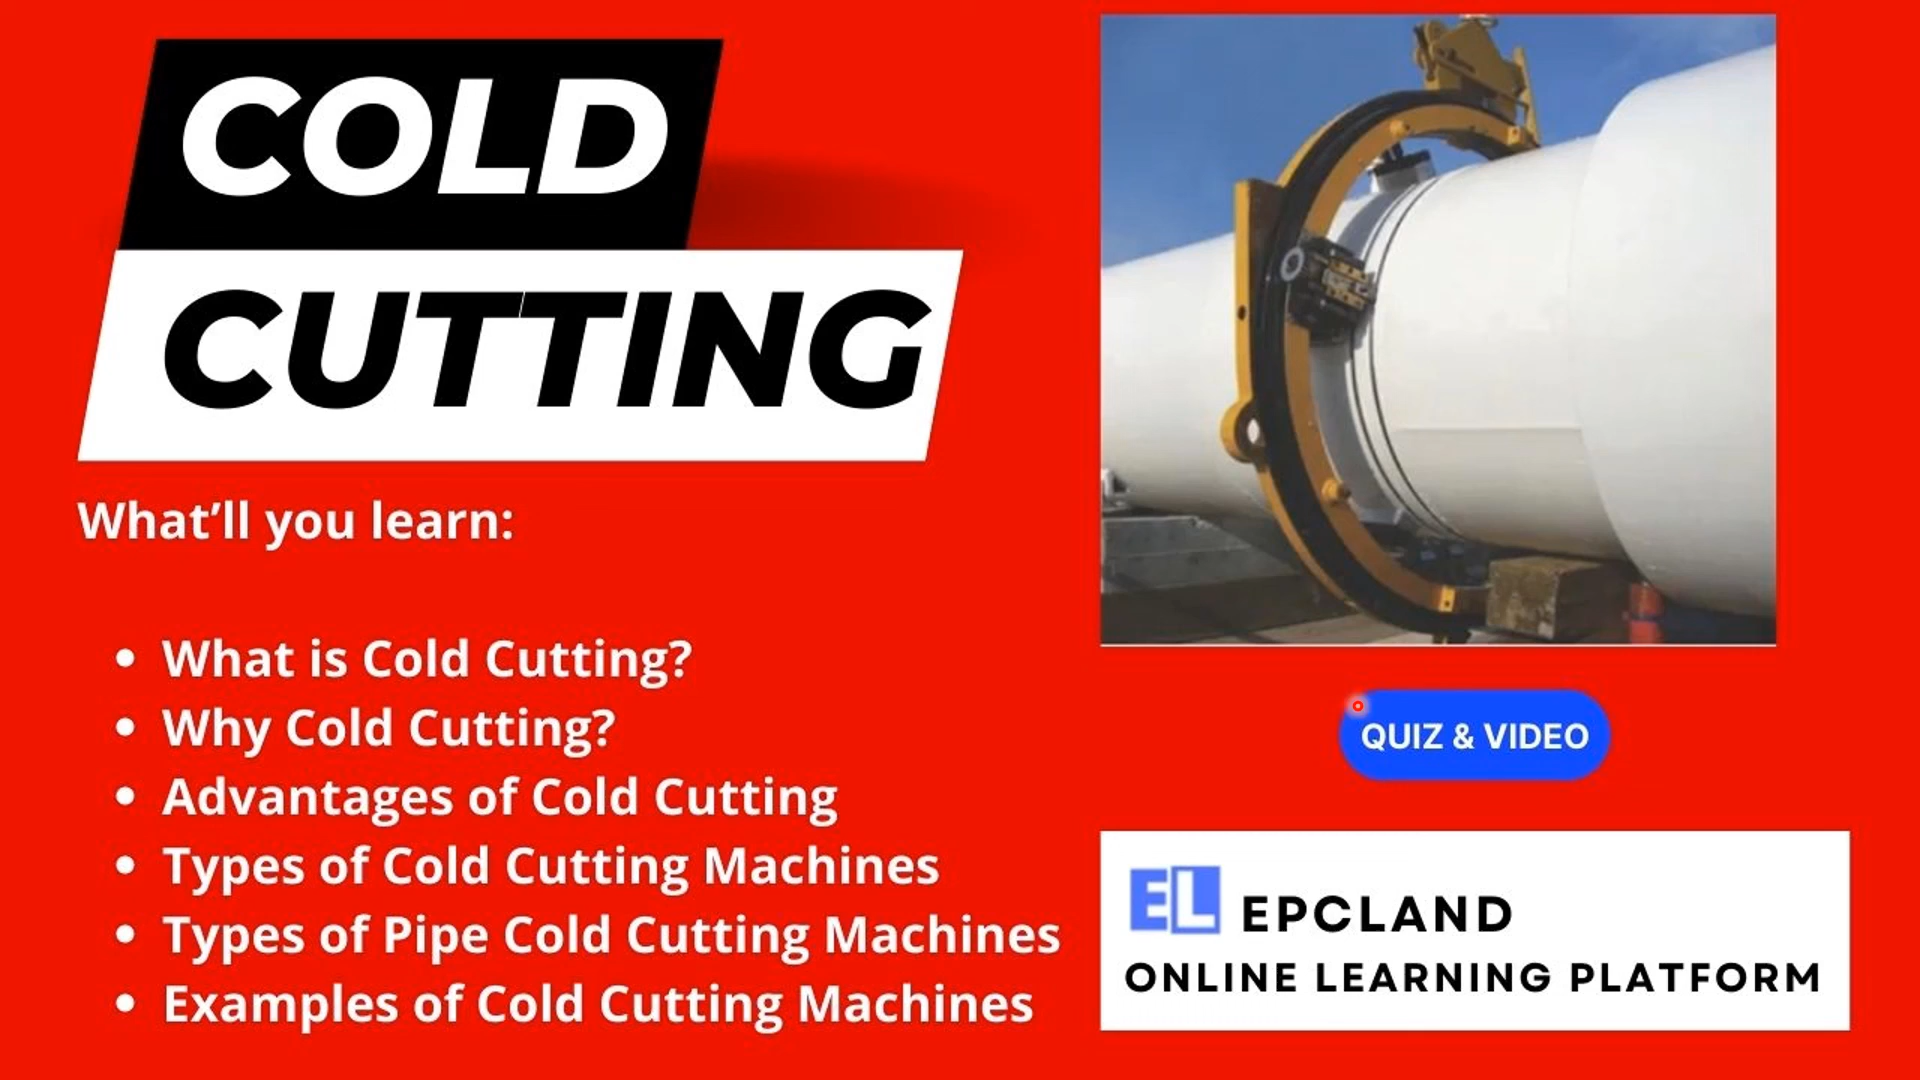 COLD
CUTTING
What’ll you learn:
• What is Cold Cutting?
• Why Cold Cutting?
• Advantages of Cold Cutting
• Types of Cold Cutting Machines
• Types of Pipe Cold Cutting Machines
• Examples of Cold Cutting Machines
QUIZ & VIDEO
EL EPCLAND
ONLINE LEARNING PLATFORM